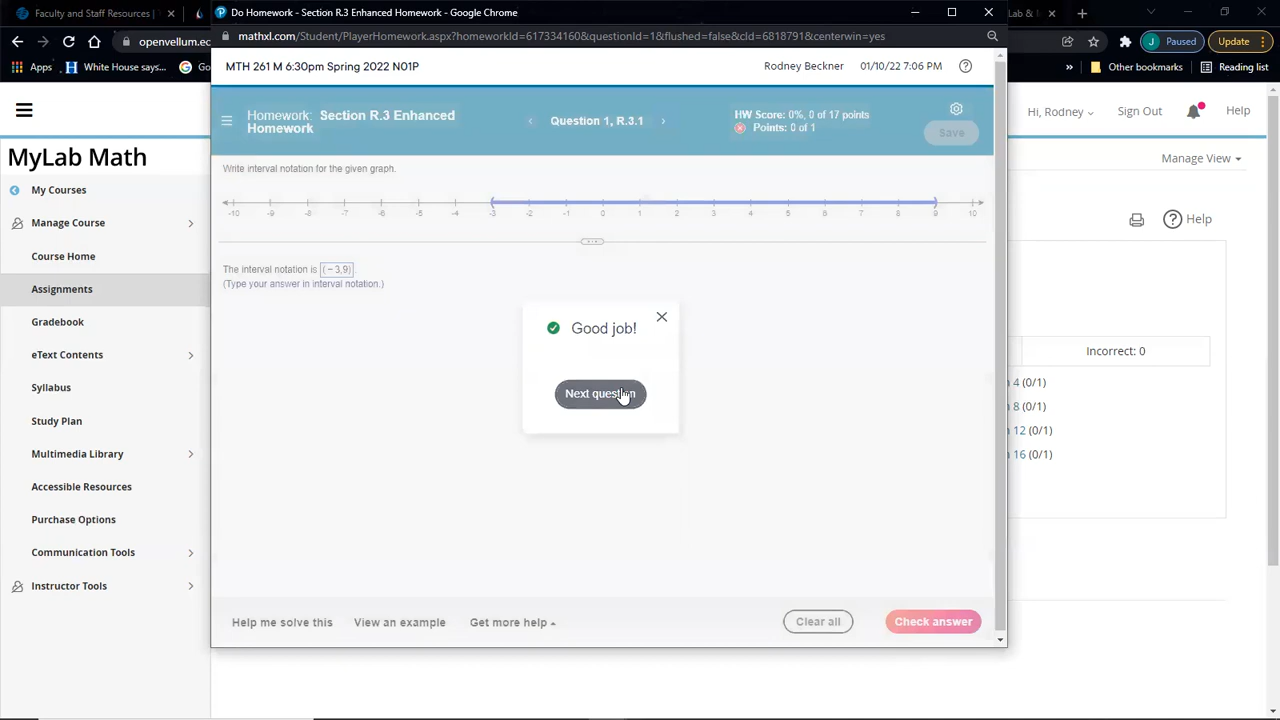 Faculty and Staff Resources |
Do Homework - Section R.3 Enhanced Homework - Google Chrome
Lab &
openvellum.ec
mathxl.com/Student/PlayerHomework.aspx?homeworkId=617334160&questionId=1&flushed=false&cId=6818791&centerwin=yes
Paused
Update
Apps
White House says...
Go
»
Other bookmarks
Reading list
MTH 261 M 6:30pm Spring 2022 N01P
Rodney Beckner
01/10/22 7:06 PM
Hi, Rodney
Sign Out
Help
Homework: Section R.3 Enhanced
Homework
Question 1, R.3.1
HW Score: 0%, 0 of 17 points
Points: 0 of 1
Save
MyLab Math
Manage View
My Courses
Manage Course
Course Home
Assignments
Gradebook
eText Contents
Syllabus
Study Plan
Multimedia Library
Accessible Resources
Purchase Options
Communication Tools
Instructor Tools
Write interval notation for the given graph.
-10 -9 -8 -7 -6 -5 -4 -3 -2 -1 0 1 2 3 4 5 6 7 8 9 10
The interval notation is (-3,9)
(Type your answer in interval notation.)
Good job!
Next question
Help
Incorrect: 0
4 (0/1)
8 (0/1)
12 (0/1)
16 (0/1)
Help me solve this
View an example
Get more help
Clear all
Check answer